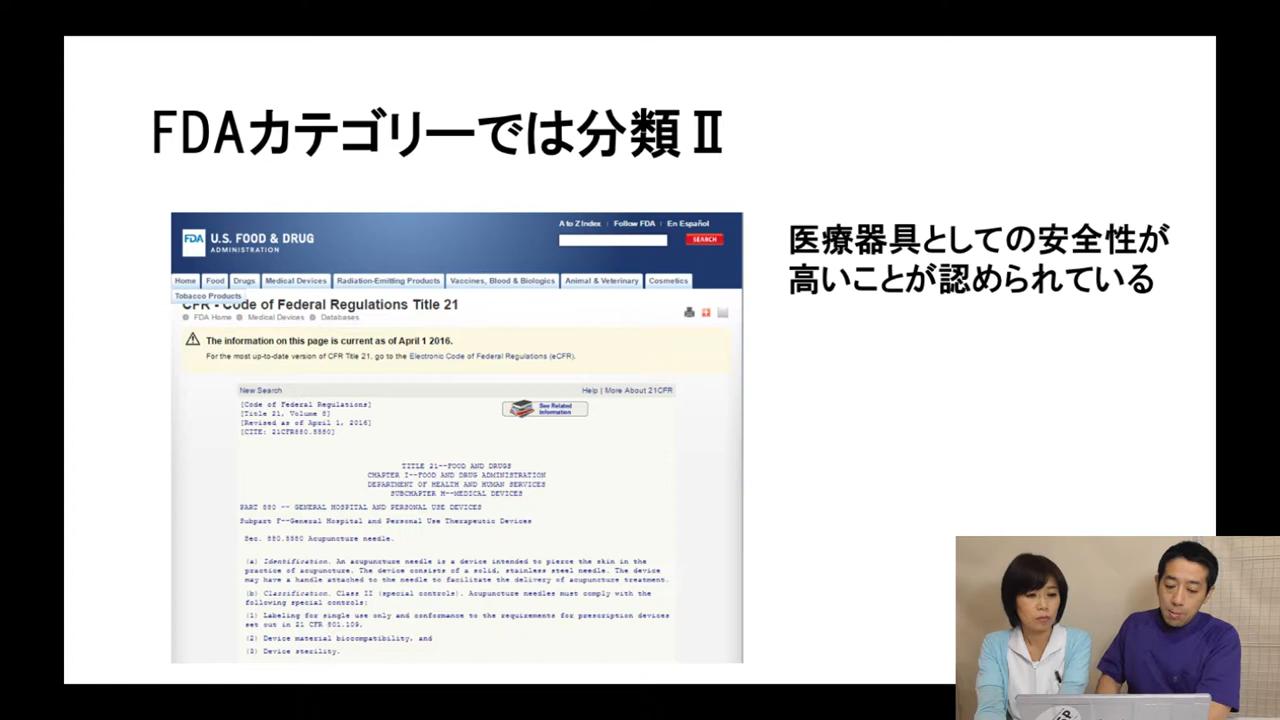 FDAカテゴリーでは分類Ⅱ
医療器具としての安全性が
高いことが認められている
A to Z Index | Follow FDA | En Español
FDA U.S. FOOD & DRUG
ADMINISTRATION
SEARCH
Home Food Drugs Medical Devices Radiation-Emitting Products Vaccines, Blood & Biologics Animal & Veterinary Cosmetics
Tobacco Products
CFR - Code of Federal Regulations Title 21
FDA Home Medical Devices Databases
The information on this page is current as of April 1 2016.
For the most up-to-date version of CFR Title 21, go to the Electronic Code of Federal Regulations (eCFR).
New Search
Help | More About 21CFR
[Code of Federal Regulations]
[Title 21, Volume 8]
[Revised as of April 1, 2016]
[CITE: 21CFR880.5580]
See Related
Information
TITLE 21--FOOD AND DRUGS
CHAPTER I--FOOD AND DRUG ADMINISTRATION
DEPARTMENT OF HEALTH AND HUMAN SERVICES
SUBCHAPTER H--MEDICAL DEVICES
PART 880 -- GENERAL HOSPITAL AND PERSONAL USE DEVICES
Subpart F--General Hospital and Personal Use Therapeutic Devices
Sec. 880.5580 Acupuncture needle.
(a) Identification. An acupuncture needle is a device intended to pierce the skin in the
practice of acupuncture. The device consists of a solid, stainless steel needle. The device
may have a handle attached to the needle to facilitate the delivery of acupuncture treatment.
(b) Classification. Class II (special controls). Acupuncture needles must comply with the
following special controls:
(1) Labeling for single use only and conformance to the requirements for prescription devices
set out in 21 CFR 801.109,
(2) Device material biocompatibility, and
(3) Device sterility.